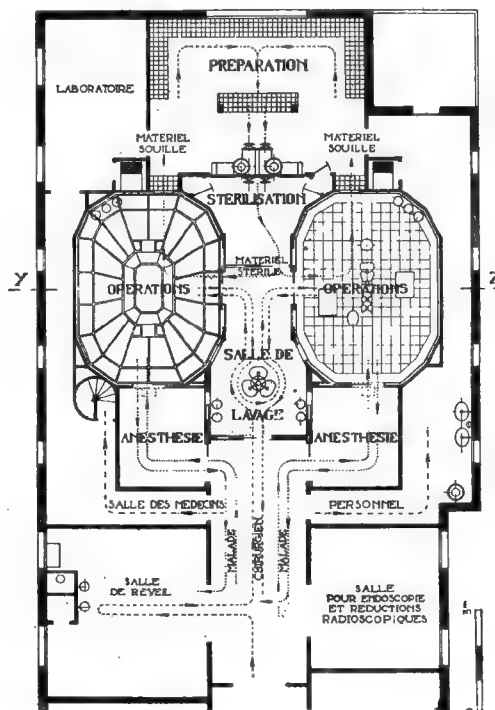 PREPARATION
LABORATOIRE
MATERIEL
SOUILLE
MATERIEL
SOUILLE
STERILISATION
MATERIEL
STERILE
Y
OPERATIONS
OPERATIONS
Z
SALLE DE
LAVAGE
ANESTHESIE
ANESTHESIE
SALLE DES MEDECINS
PERSONNEL
MALADE
CHIRURGIEN
MALADE
SALLE
DE REVEIL
SALLE
POUR ENDOSCOPIE
ET REDUCTIONS
RADIOSCOPIQUES